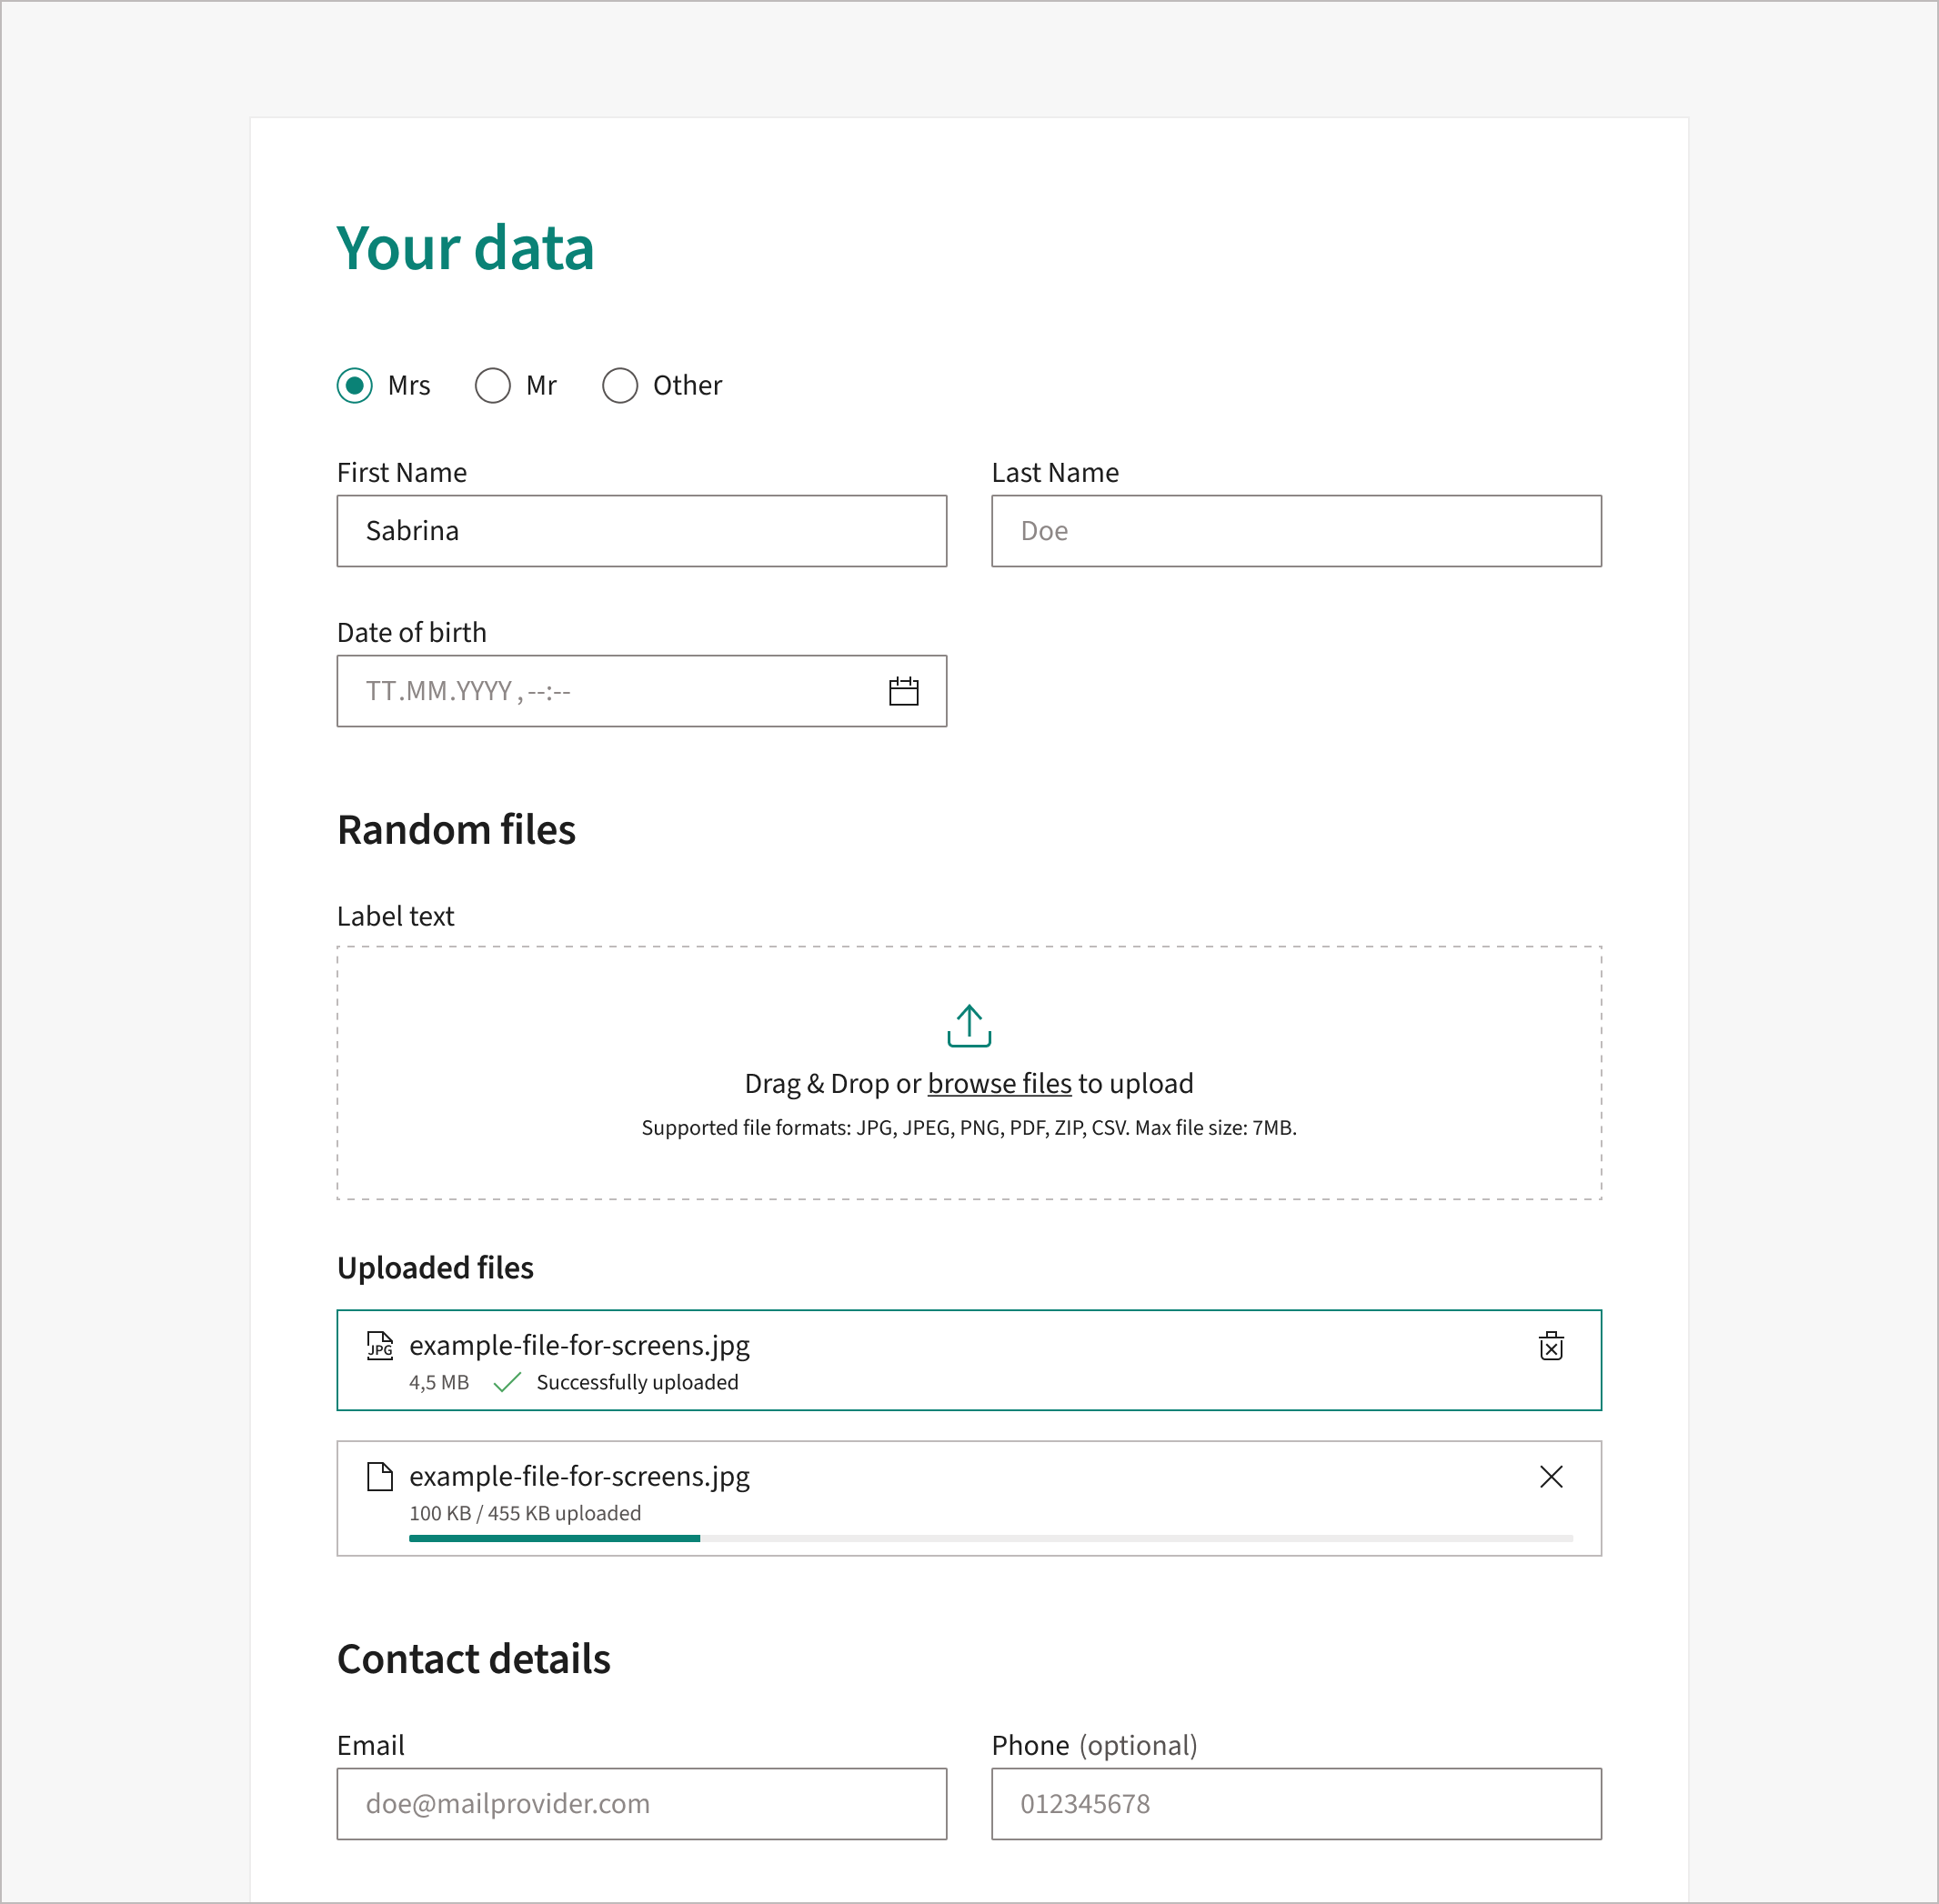 Your data
Mrs Mr Other
First Name Last Name
Sabrina Doe
Date of birth
TT.MM.YYYY , --:--
Random files
Label text
Drag & Drop or browse files to upload
Supported file formats: JPG, JPEG, PNG, PDF, ZIP, CSV. Max file size: 7MB.
Uploaded files
JPG example-file-for-screens.jpg
4,5 MB Successfully uploaded
example-file-for-screens.jpg
100 KB / 455 KB uploaded
Contact details
Email Phone (optional)
doe@mailprovider.com 012345678